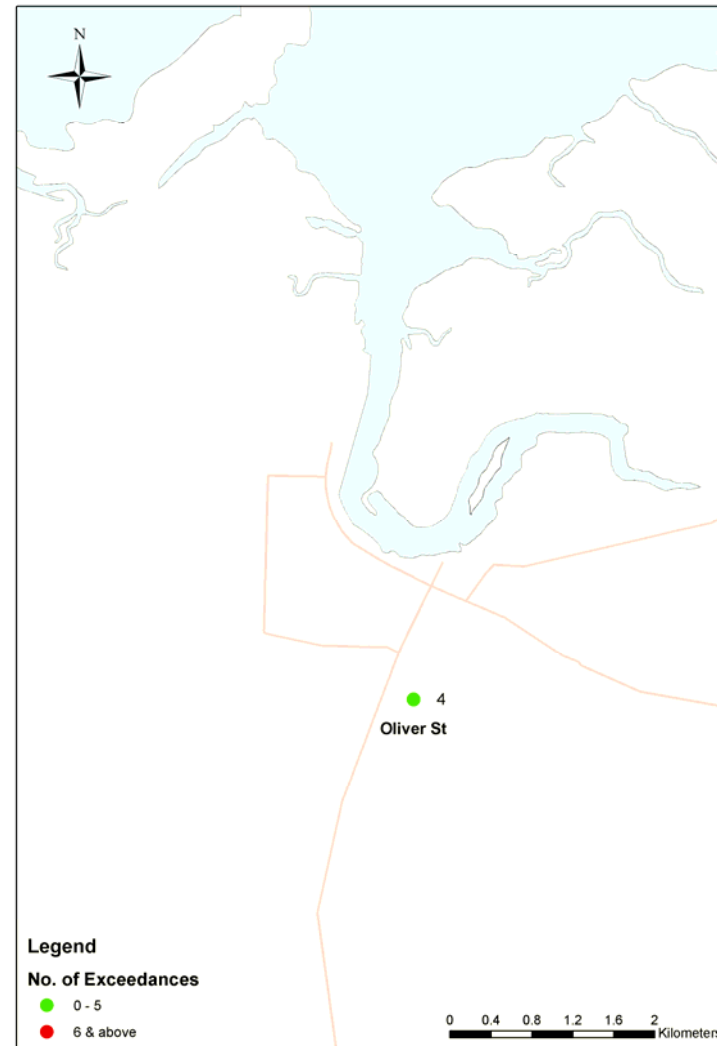 N
4
Oliver St
Legend
No. of Exceedances
0 - 5
6 & above
0 0.4 0.8 1.2 1.6 2
Kilometers